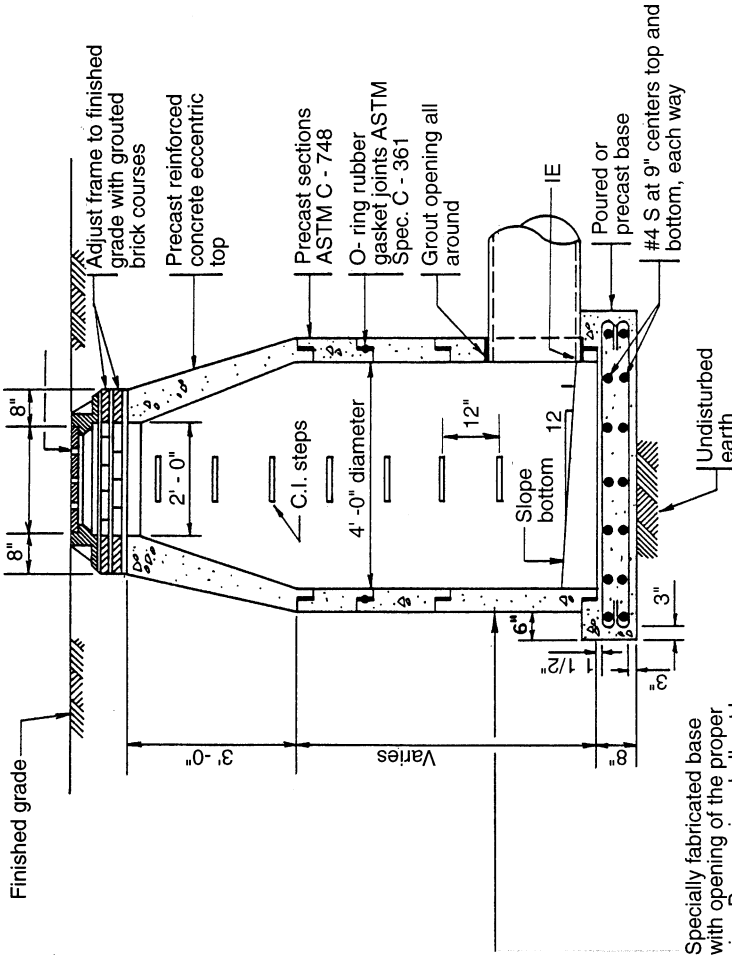 Finished grade
8"
8"
Adjust frame to finished
grade with grouted
brick courses
Precast reinforced
concrete eccentric
top
2' - 0"
3' -0"
C.I. steps
Precast sections
ASTM C - 748
O- ring rubber
gasket joints ASTM
Spec. C - 361
Grout opening all
around
4' -0" diameter
12"
Varies
Slope
bottom
12
1
IE
Poured or
precast base
#4 S at 9" centers top and
bottom, each way
6"
8"
1 1/2"
3"
3"
Undisturbed
earth
Specially fabricated base
with opening of the proper